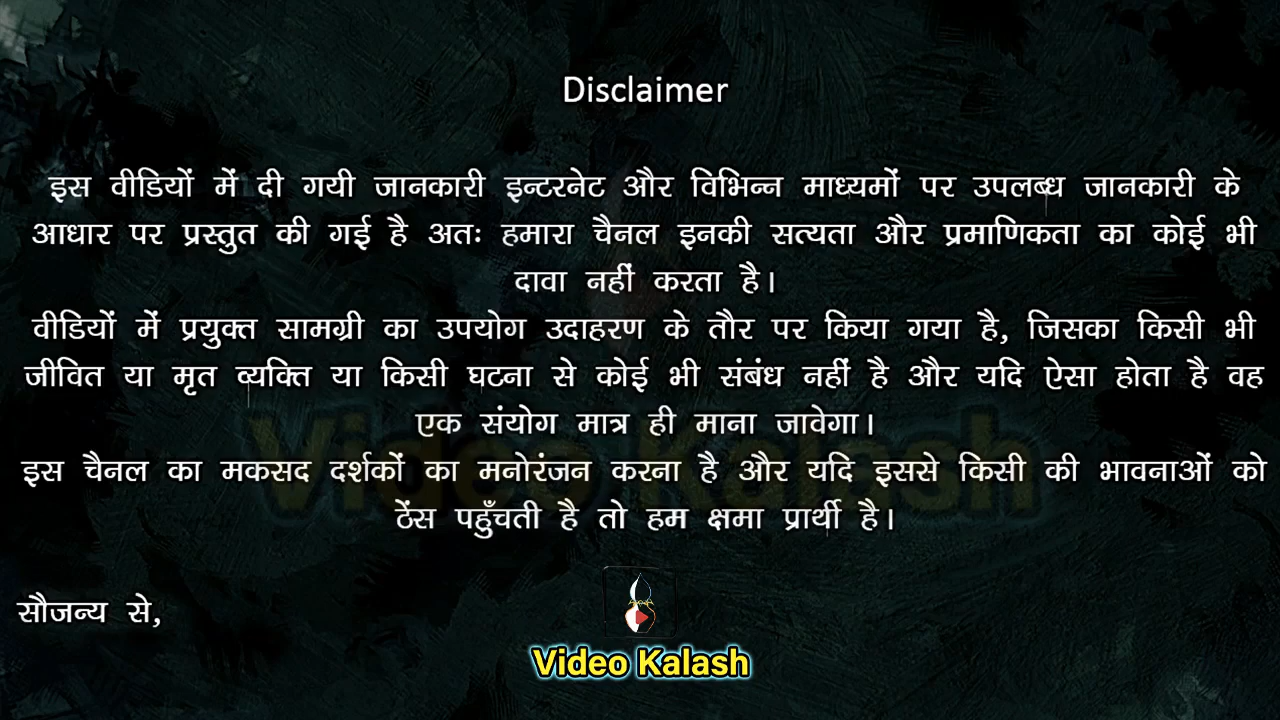 Disclaimer
इस वीडियों में दी गयी जानकारी इन्टरनेट और विभिन्न माध्यमों पर उपलब्ध जानकारी के
आधार पर प्रस्तुत की गई है अतः हमारा चैनल इनकी सत्यता और प्रमाणिकता का कोई भी
दावा नहीं करता है।
वीडियों में प्रयुक्त सामग्री का उपयोग उदाहरण के तौर पर किया गया है, जिसका किसी भी
जीवित या मृत व्यक्ति या किसी घटना से कोई भी संबंध नहीं है और यदि ऐसा होता है वह
एक संयोग मात्र ही माना जावेगा।
इस चैनल का मकसद दर्शकों का मनोरंजन करना है और यदि इससे किसी की भावनाओं को
ठेंस पहुँचती है तो हम क्षमा प्रार्थी है।
सौजन्य से,
Video Kalash
Video Kalash